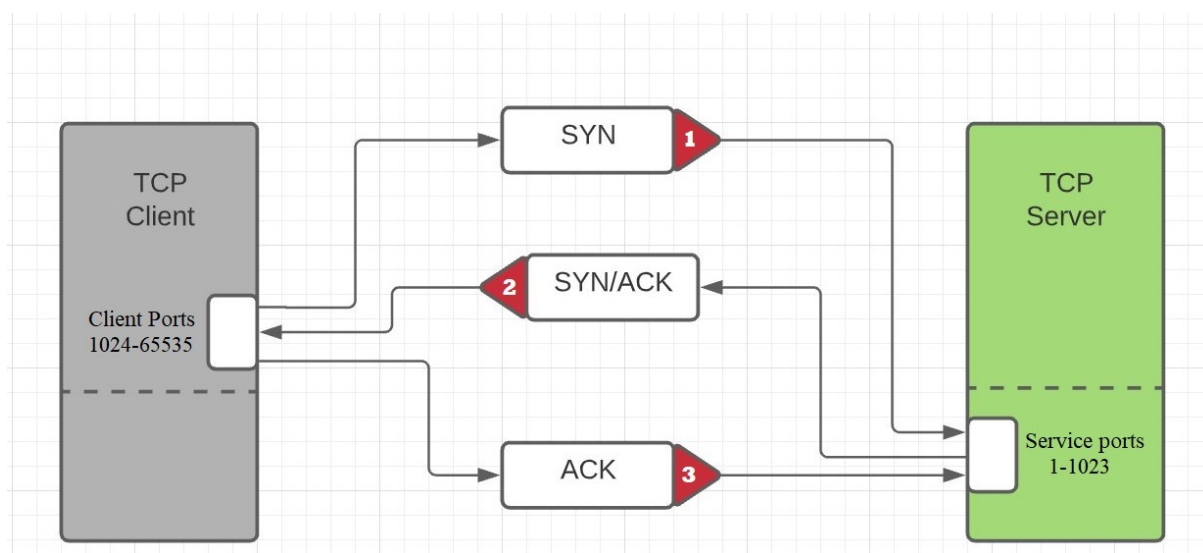 TCP
Client
Client Ports
1024-65535
SYN
1
2
SYN/ACK
ACK
3
TCP
Server
Service ports
1-1023